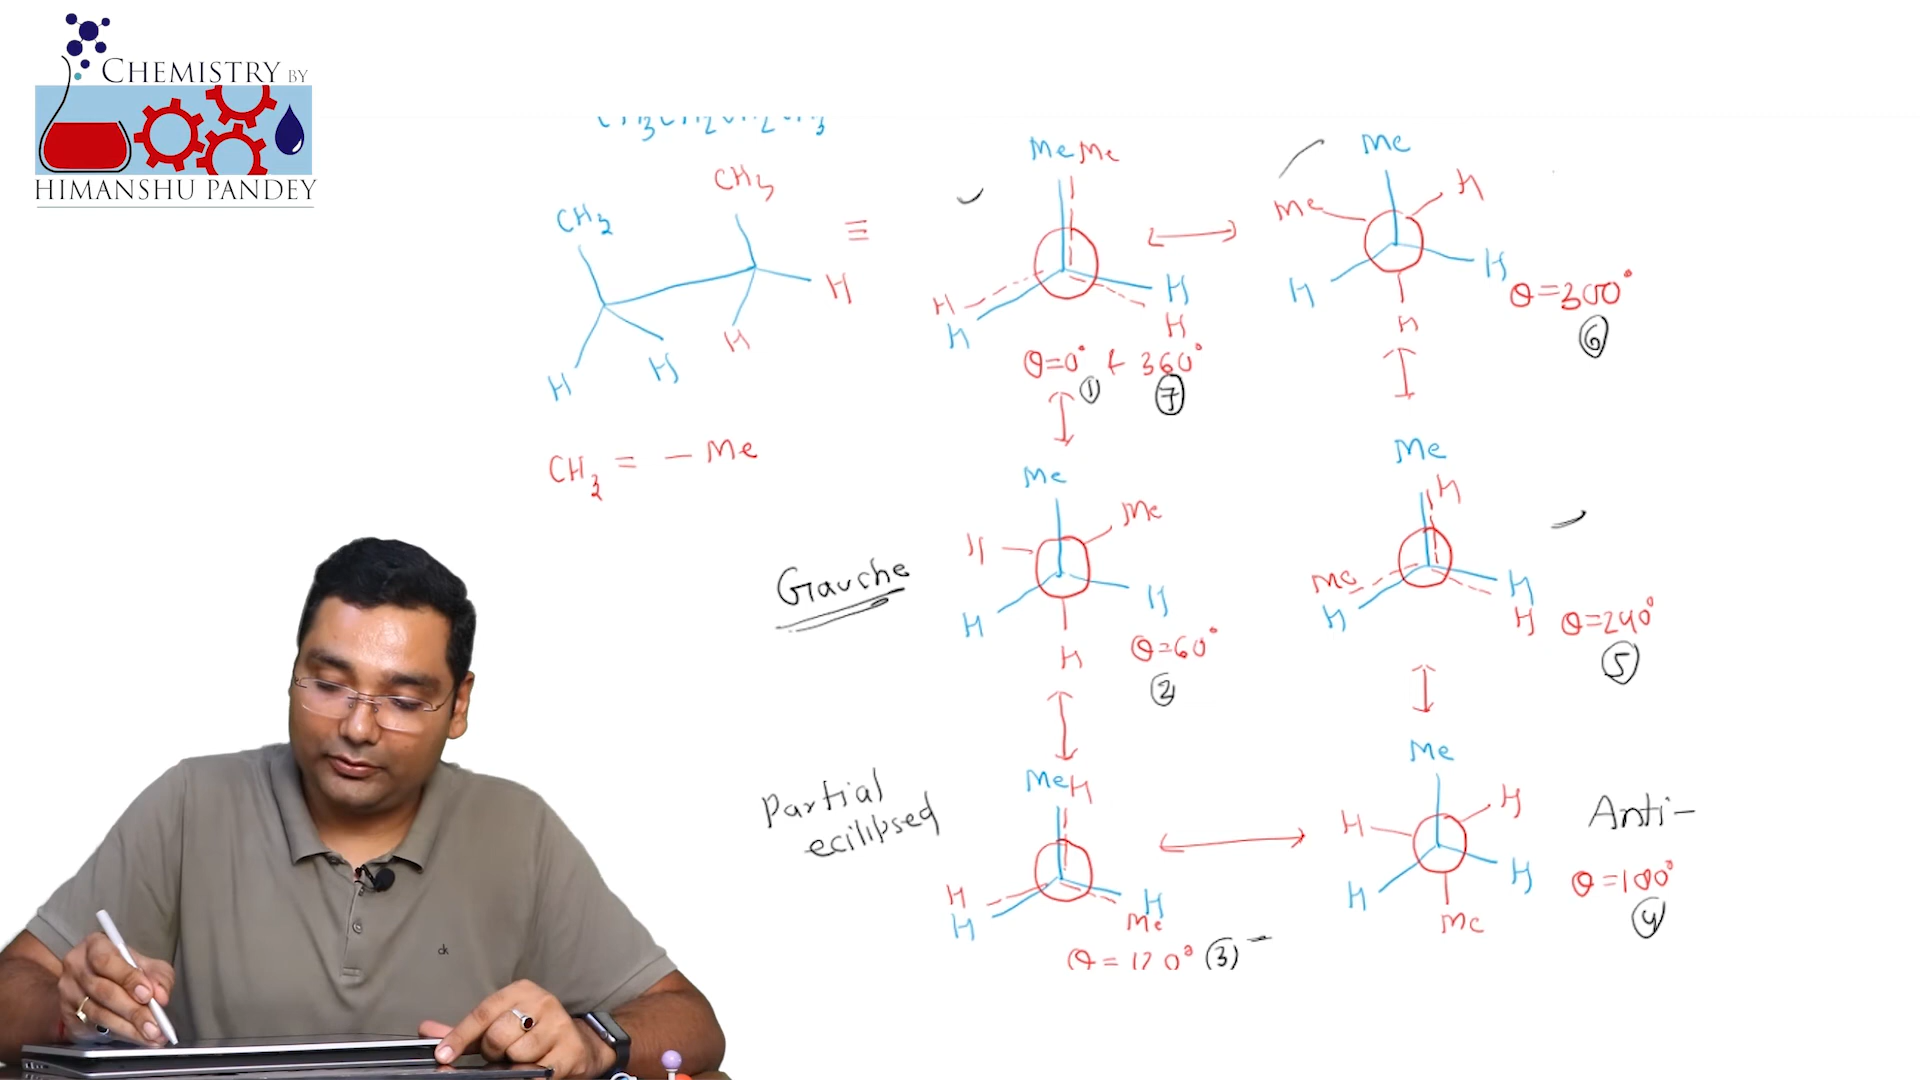 CHEMISTRY BY
HIMANSHU PANDEY
CH3CH2CH2CH3
CH3
CH3
H
H
H
H
≡
CH3 = - Me
Me Me
H
H
H
H
θ=0° & 360°
1
7
Me
Me
H
H
H
H
θ=300°
6
Gauche
Me
Me
H
H
H
H
θ=60°
2
Me
H
Me
H
H
H
θ=240°
5
Partial
ecilipsed
Me H
H
H
H
Me
θ = 120° 3
Me
H
H
H
H
Me
Anti-
θ=180°
4
dk